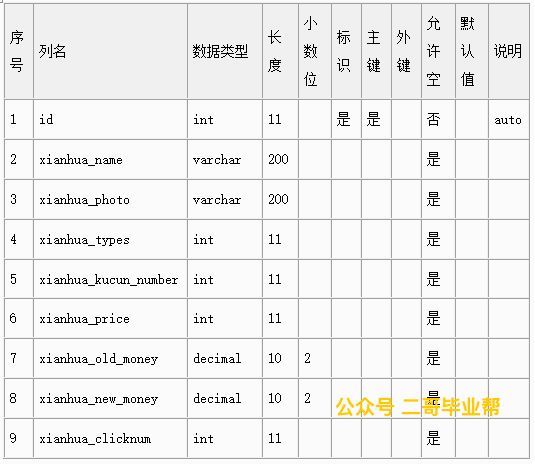 序号 列名 数据类型 长度 小数位 标识 主键 外键 允许空 默认值 说明
1 id int 11 是 是 否 auto
2 xianhua_name varchar 200 是
3 xianhua_photo varchar 200 是
4 xianhua_types int 11 是
5 xianhua_kucun_number int 11 是
6 xianhua_price int 11 是
7 xianhua_old_money decimal 10 2 是
8 xianhua_new_money decimal 10 2 是
公众号 二哥毕业帮
9 xianhua_clicknum int 11 是